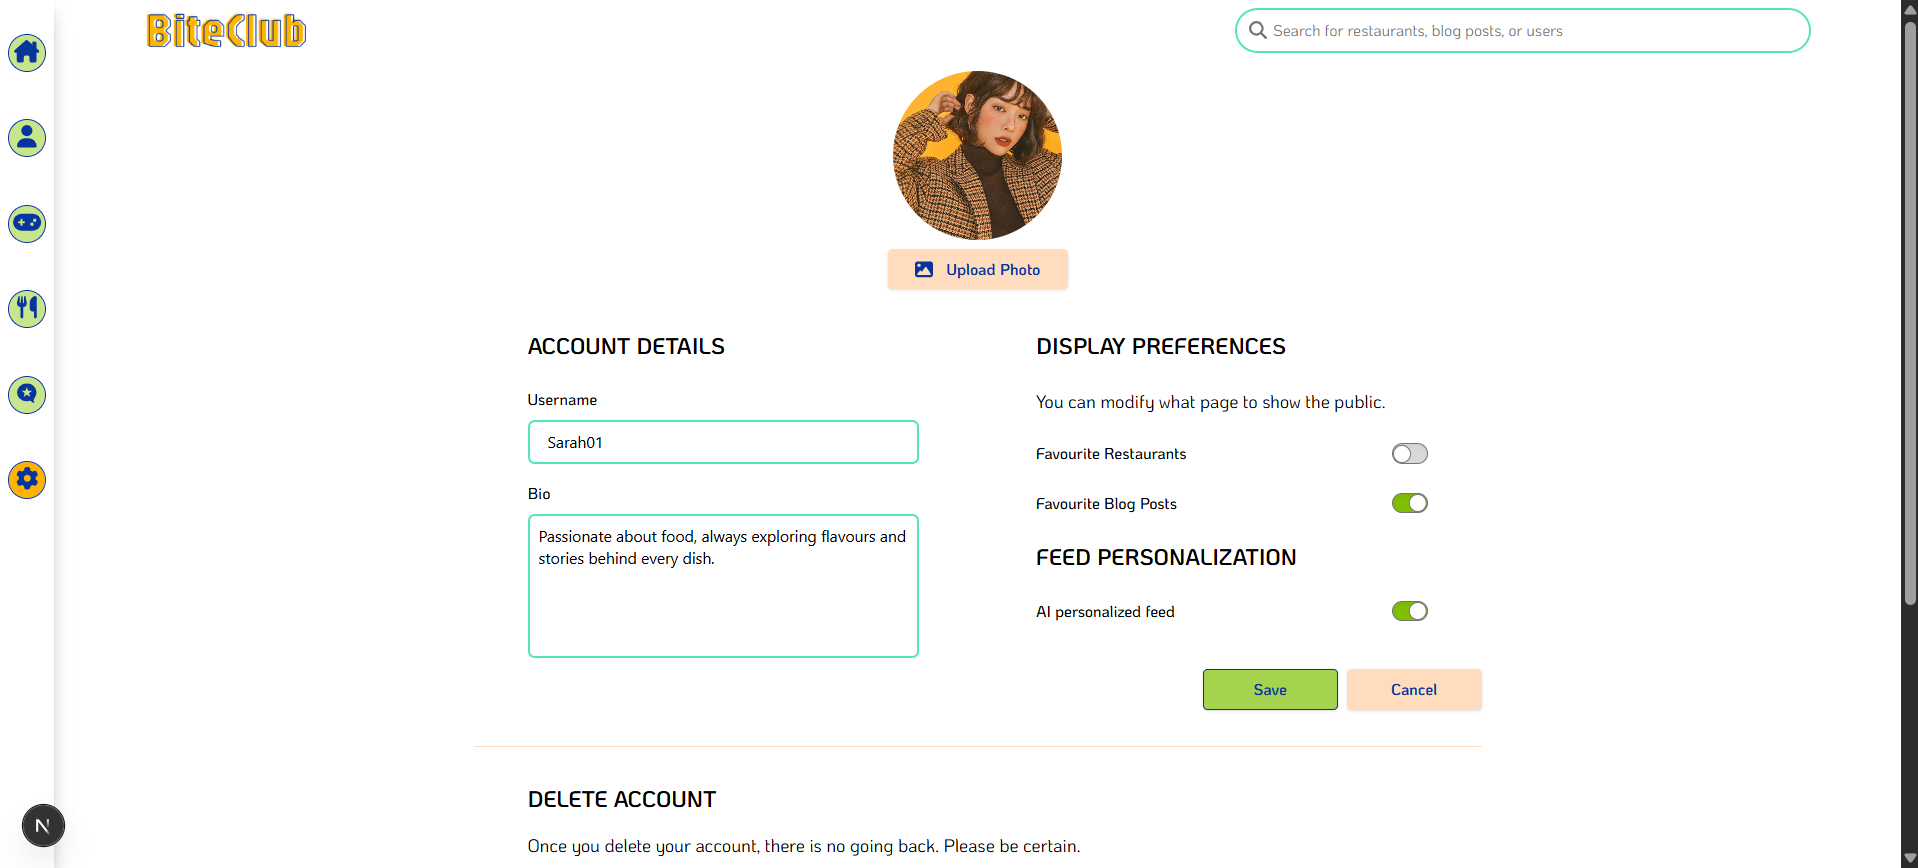 BiteClub
Search for restaurants, blog posts, or users
Upload Photo
ACCOUNT DETAILS
Username
Sarah01
Bio
Passionate about food, always exploring flavours and
stories behind every dish.
DISPLAY PREFERENCES
You can modify what page to show the public.
Favourite Restaurants
Favourite Blog Posts
FEED PERSONALIZATION
AI personalized feed
Save
Cancel
DELETE ACCOUNT
Once you delete your account, there is no going back. Please be certain.
N